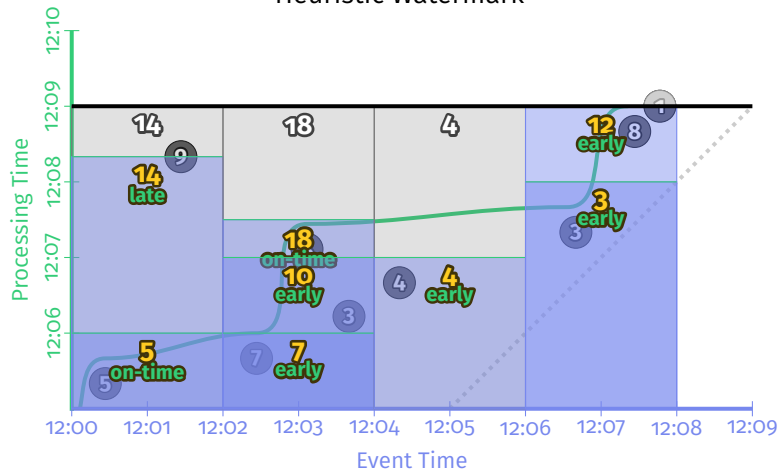 Heuristic Watermark
12:10
12:09
12:08
12:07
12:06
Processing Time
14
18
4
12
early
1
8
9
14
late
3
early
3
18
on-time
10
early
4
4
early
3
5
on-time
7
7
early
5
12:00 12:01 12:02 12:03 12:04 12:05 12:06 12:07 12:08 12:09
Event Time